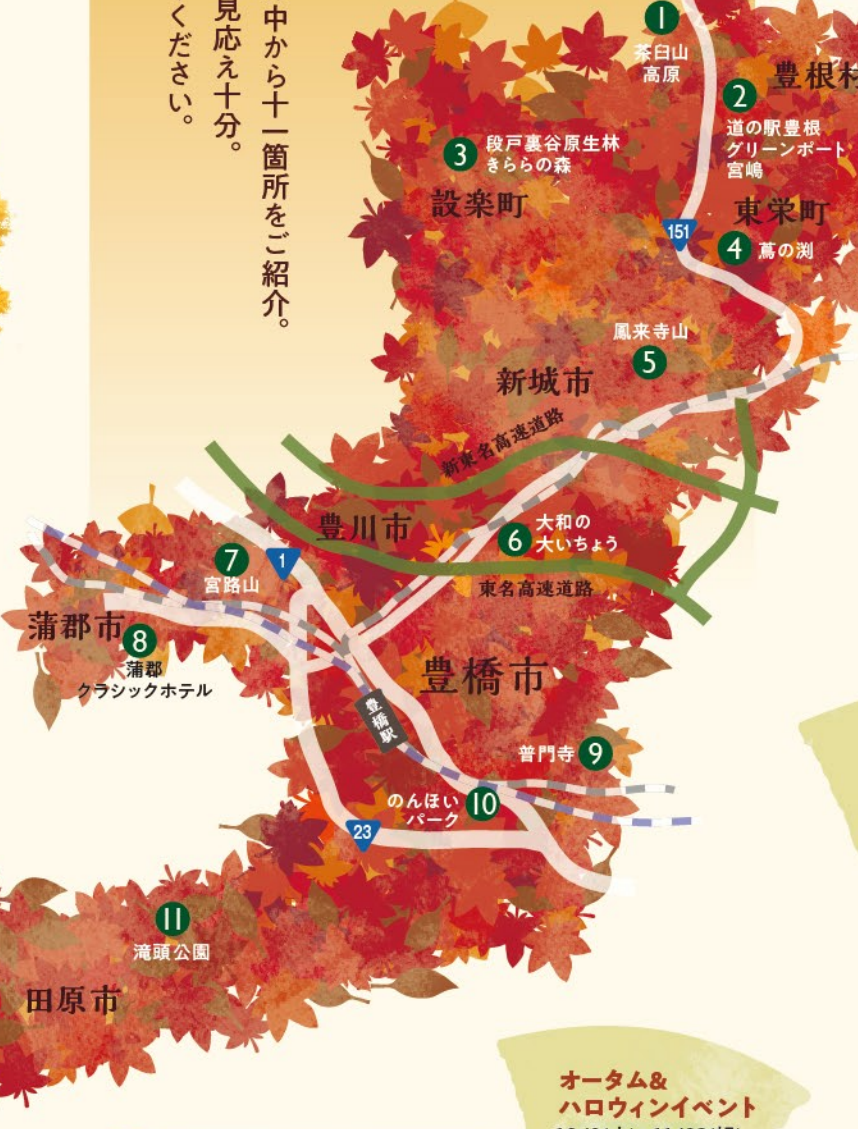 中から十一箇所をご紹介。
見応え十分。
ください。
1
茶臼山
高原
豊根村
2
道の駅豊根
グリーンポート
宮嶋
3
段戸裏谷原生林
きららの森
設楽町
東栄町
151
4
蔦の渕
鳳来寺山
5
新城市
新東名高速道路
豊川市
6
大和の
大いちょう
7
宮路山
1
東名高速道路
蒲郡市
8
蒲郡
クラシックホテル
豊橋市
豊橋駅
普門寺
9
のんほい
パーク
10
23
11
滝頭公園
田原市
オータム&
ハロウィンイベント